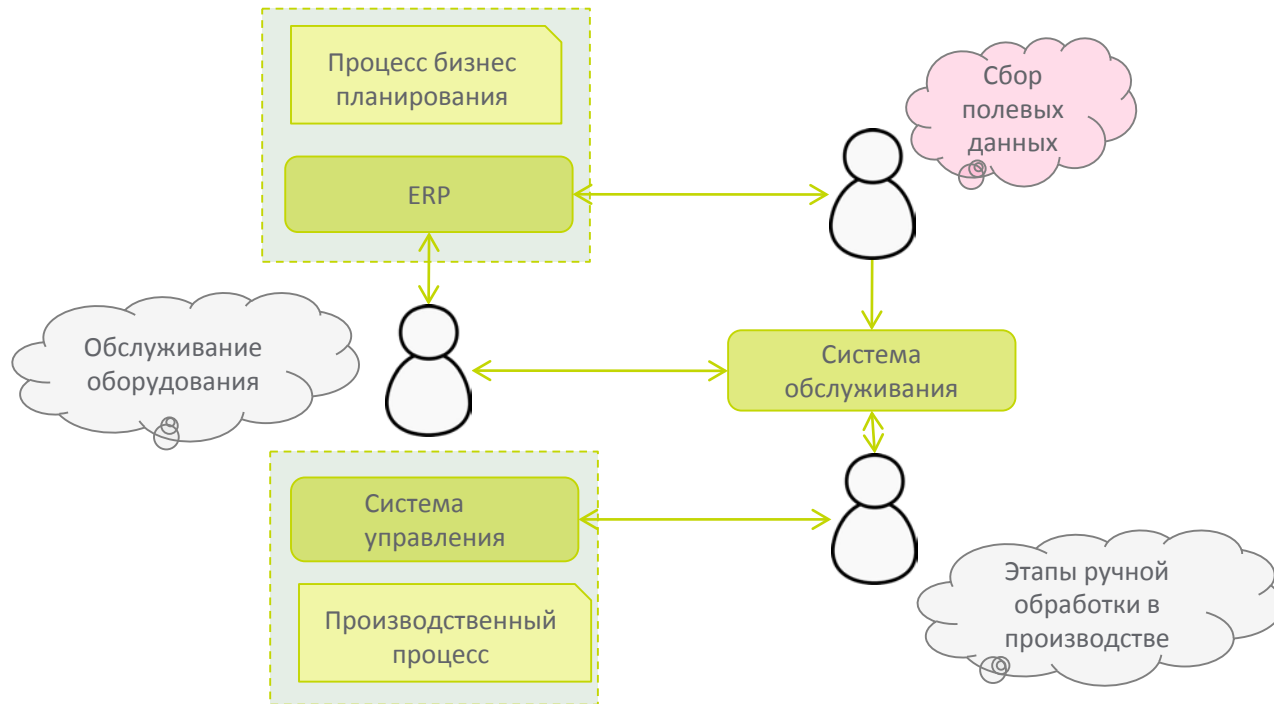 Процесс бизнес
планирования
Сбор
полевых
данных
ERP
Обслуживание
оборудования
Система
обслуживания
Система
управления
Этапы ручной
обработки в
производстве
Производственный
процесс